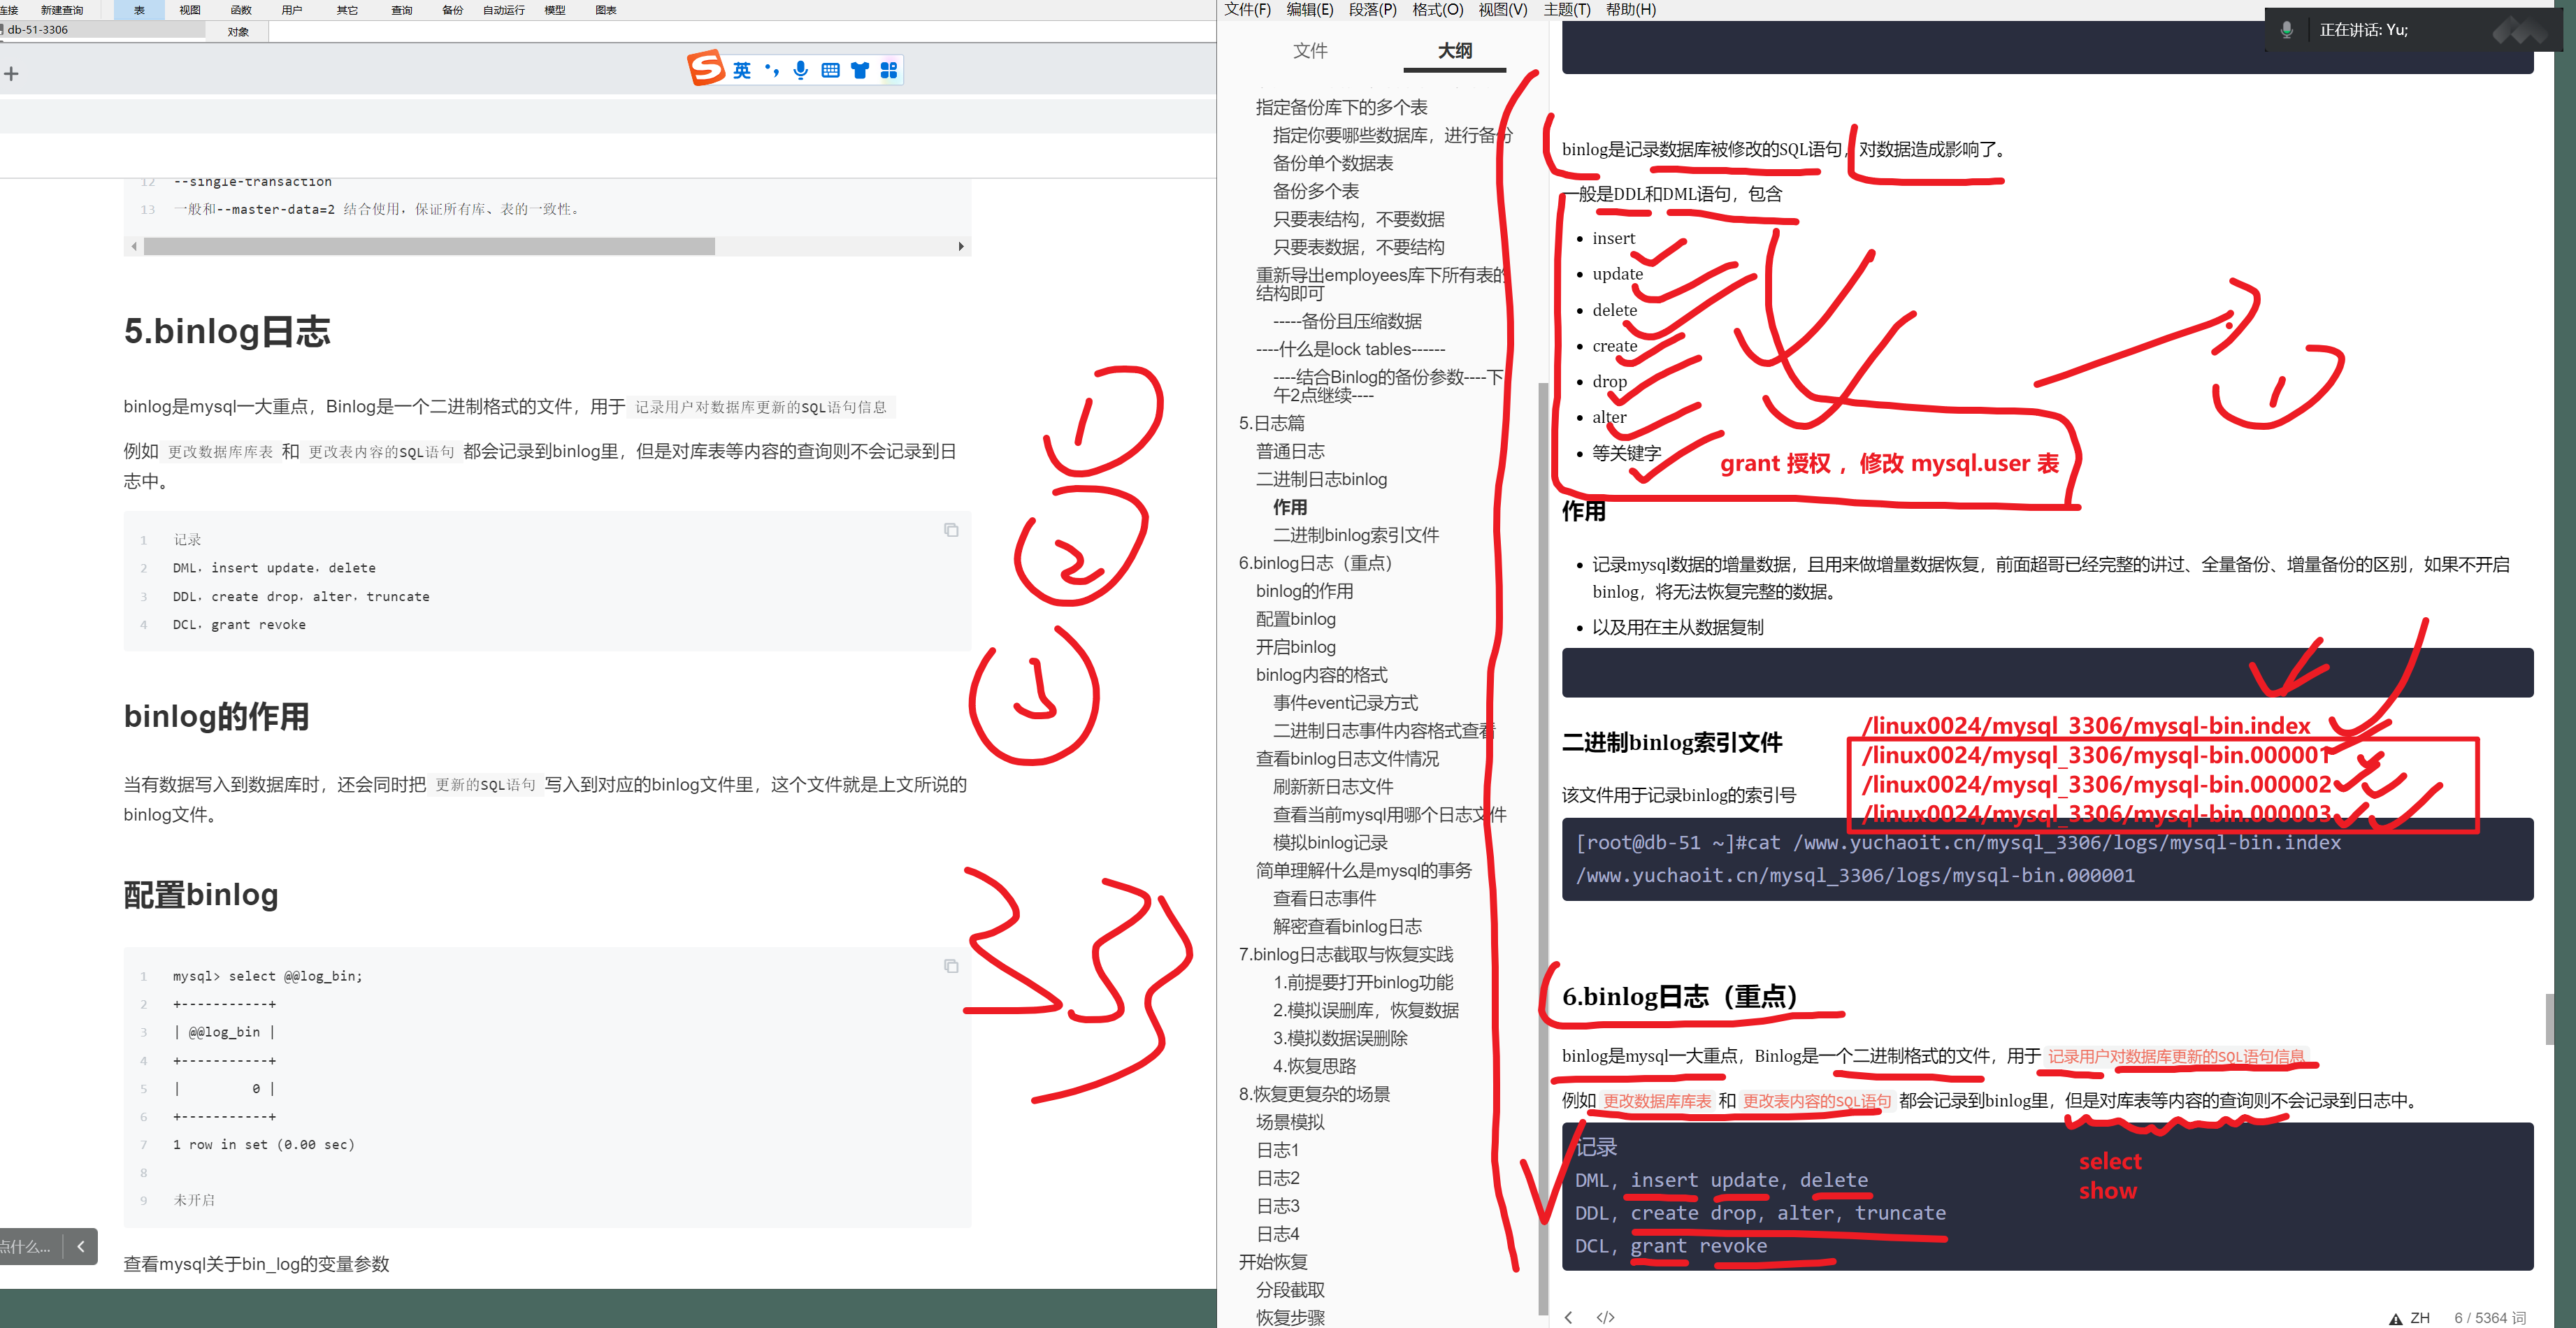 连接 新建查询 表 视图 函数 用户 其它 查询 备份 自动运行 模型 图表
db-51-3306 对象
英
12 --single-transaction
13 一般和--master-data=2 结合使用，保证所有库、表的一致性。
5.binlog日志
binlog是mysql一大重点，Binlog是一个二进制格式的文件，用于 记录用户对数据库更新的SQL语句信息
例如 更改数据库库表 和 更改表内容的SQL语句 都会记录到binlog里，但是对库表等内容的查询则不会记录到日
志中。
1 记录
2 DML，insert update，delete
3 DDL，create drop，alter，truncate
4 DCL，grant revoke
binlog的作用
当有数据写入到数据库时，还会同时把 更新的SQL语句 写入到对应的binlog文件里，这个文件就是上文所说的
binlog文件。
配置binlog
1 mysql> select @@log_bin;
2 +-----------+
3 | @@log_bin |
4 +-----------+
5 |         0 |
6 +-----------+
7 1 row in set (0.00 sec)
8
9 未开启
点什么...
查看mysql关于bin_log的变量参数
1
2
文件(F) 编辑(E) 段落(P) 格式(O) 视图(V) 主题(T) 帮助(H)
文件 大纲
指定备份库下的多个表
指定你要哪些数据库，进行备份
备份单个数据表
备份多个表
只要表结构，不要数据
只要表数据，不要结构
重新导出employees库下所有表的
结构即可
-----备份且压缩数据
----什么是lock tables------
----结合Binlog的备份参数----下
午2点继续----
5.日志篇
普通日志
二进制日志binlog
作用
二进制binlog索引文件
6.binlog日志（重点）
binlog的作用
配置binlog
开启binlog
binlog内容的格式
事件event记录方式
二进制日志事件内容格式查看
查看binlog日志文件情况
刷新新日志文件
查看当前mysql用哪个日志文件
模拟binlog记录
简单理解什么是mysql的事务
查看日志事件
解密查看binlog日志
7.binlog日志截取与恢复实践
1.前提要打开binlog功能
2.模拟误删库，恢复数据
3.模拟数据误删除
4.恢复思路
8.恢复更复杂的场景
场景模拟
日志1
日志2
日志3
日志4
开始恢复
分段截取
恢复步骤
正在讲话: Yu;
binlog是记录数据库被修改的SQL语句，对数据造成影响了。
一般是DDL和DML语句，包含
• insert
• update
• delete
• create
• drop
• alter
• 等关键字
grant 授权 ，修改 mysql.user 表
作用
• 记录mysql数据的增量数据，且用来做增量数据恢复，前面超哥已经完整的讲过、全量备份、增量备份的区别，如果不开启
binlog，将无法恢复完整的数据。
• 以及用在主从数据复制
二进制binlog索引文件
/linux0024/mysql_3306/mysql-bin.index
/linux0024/mysql_3306/mysql-bin.000001
/linux0024/mysql_3306/mysql-bin.000002
/linux0024/mysql_3306/mysql-bin.000003
该文件用于记录binlog的索引号
[root@db-51 ~]#cat /www.yuchaoit.cn/mysql_3306/logs/mysql-bin.index
/www.yuchaoit.cn/mysql_3306/logs/mysql-bin.000001
6.binlog日志（重点）
binlog是mysql一大重点，Binlog是一个二进制格式的文件，用于 记录用户对数据库更新的SQL语句信息
例如 更改数据库库表 和 更改表内容的SQL语句 都会记录到binlog里，但是对库表等内容的查询则不会记录到日志中。
记录
DML, insert update, delete
DDL, create drop, alter, truncate
DCL, grant revoke
select
show
</> ZH 6 / 5364 词